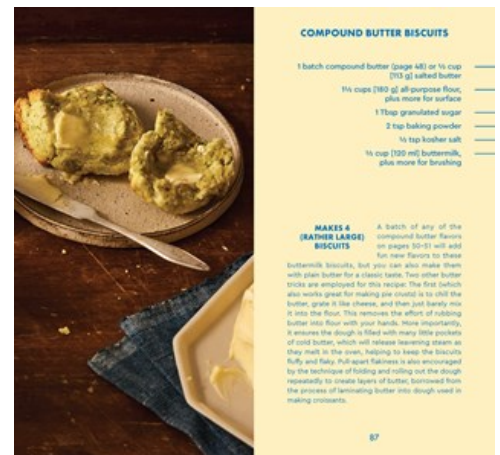 COMPOUND BUTTER BISCUITS
1 batch compound butter (page 48) or ½ cup
[113 g] salted butter
1½ cups [180 g] all-purpose flour,
plus more for surface
1 Tbsp granulated sugar
2 tsp baking powder
½ tsp kosher salt
½ cup [120 ml] buttermilk,
plus more for brushing
MAKES 4
(RATHER LARGE)
BISCUITS
A batch of any of the
compound butter flavors
on pages 50–51 will add
fun new flavors to these
buttermilk biscuits, but you can also make them
with plain butter for a classic taste. Two other butter
tricks are employed for this recipe: The first (which
also works great for making pie crusts) is to chill the
butter, grate it like cheese, and then just barely mix
it into the flour. This removes the effort of rubbing
butter into flour with your hands. More importantly,
it ensures the dough is filled with many little pockets
of cold butter, which will release leavening steam as
they melt in the oven, helping to keep the biscuits
fluffy and flaky. Pull-apart flakiness is also encouraged
by the technique of folding and rolling out the dough
repeatedly to create layers of butter, borrowed from
the process of laminating butter into dough used in
making croissants.
87